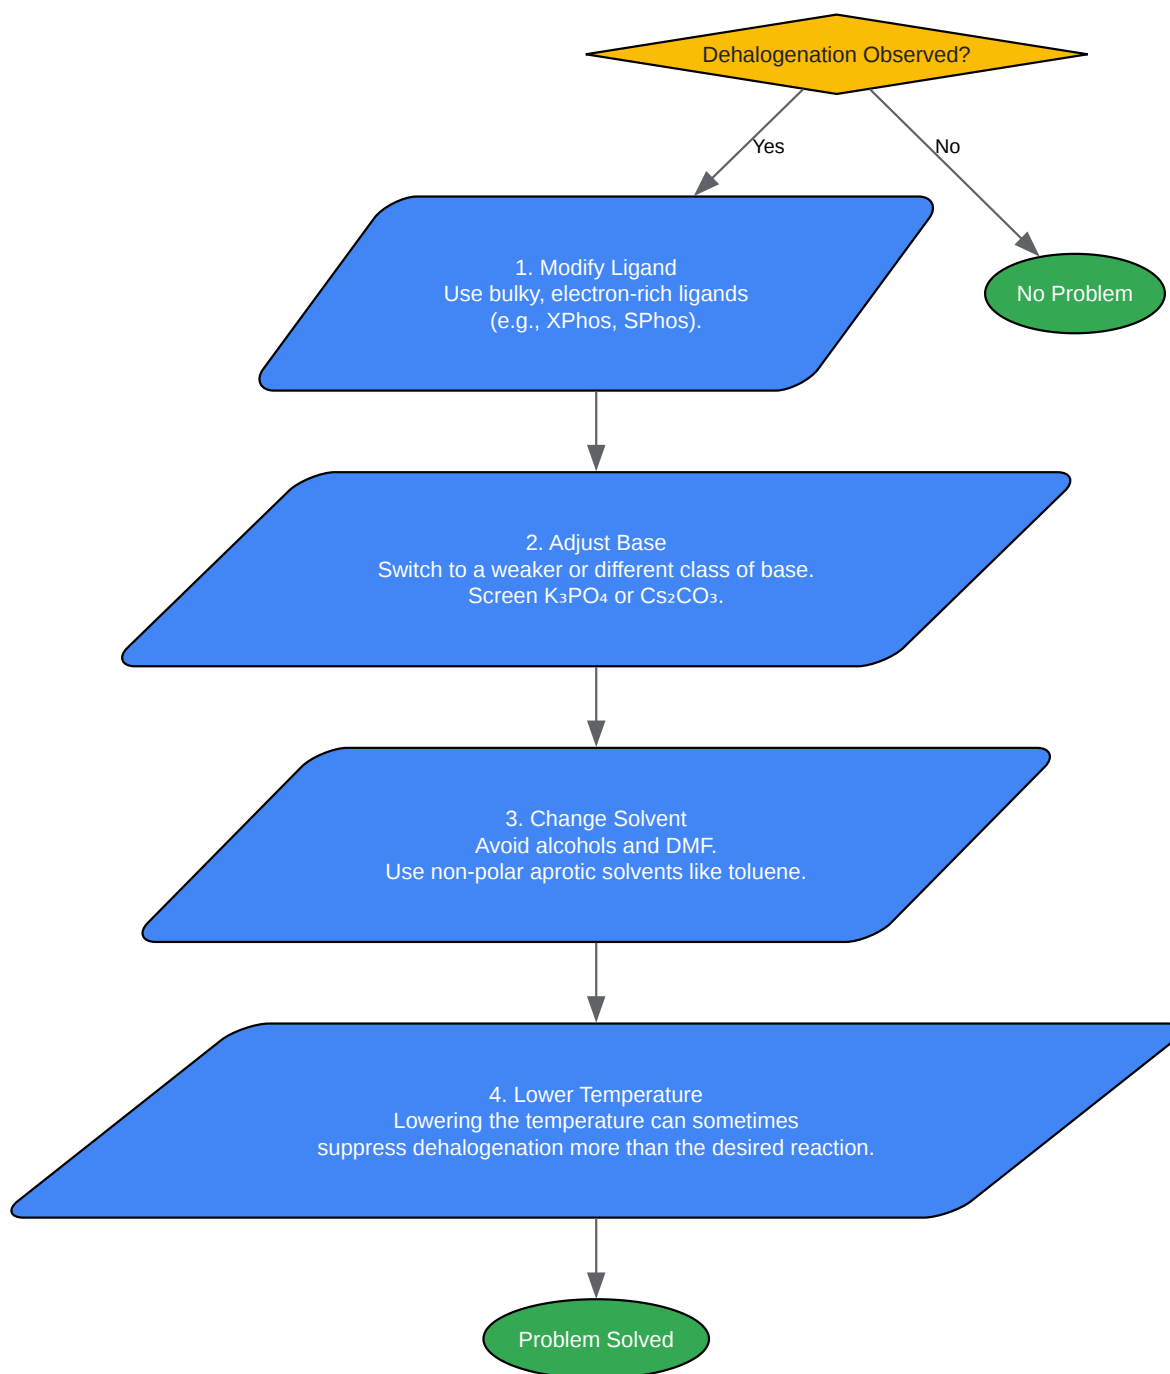 Dehalogenation Observed?
Yes
No
1. Modify Ligand
Use bulky, electron-rich ligands
(e.g., XPhos, SPhos).
No Problem
2. Adjust Base
Switch to a weaker or different class of base.
Screen K₃PO₄ or Cs₂CO₃.
3. Change Solvent
Avoid alcohols and DMF.
Use non-polar aprotic solvents like toluene.
4. Lower Temperature
Lowering the temperature can sometimes
suppress dehalogenation more than the desired reaction.
Problem Solved